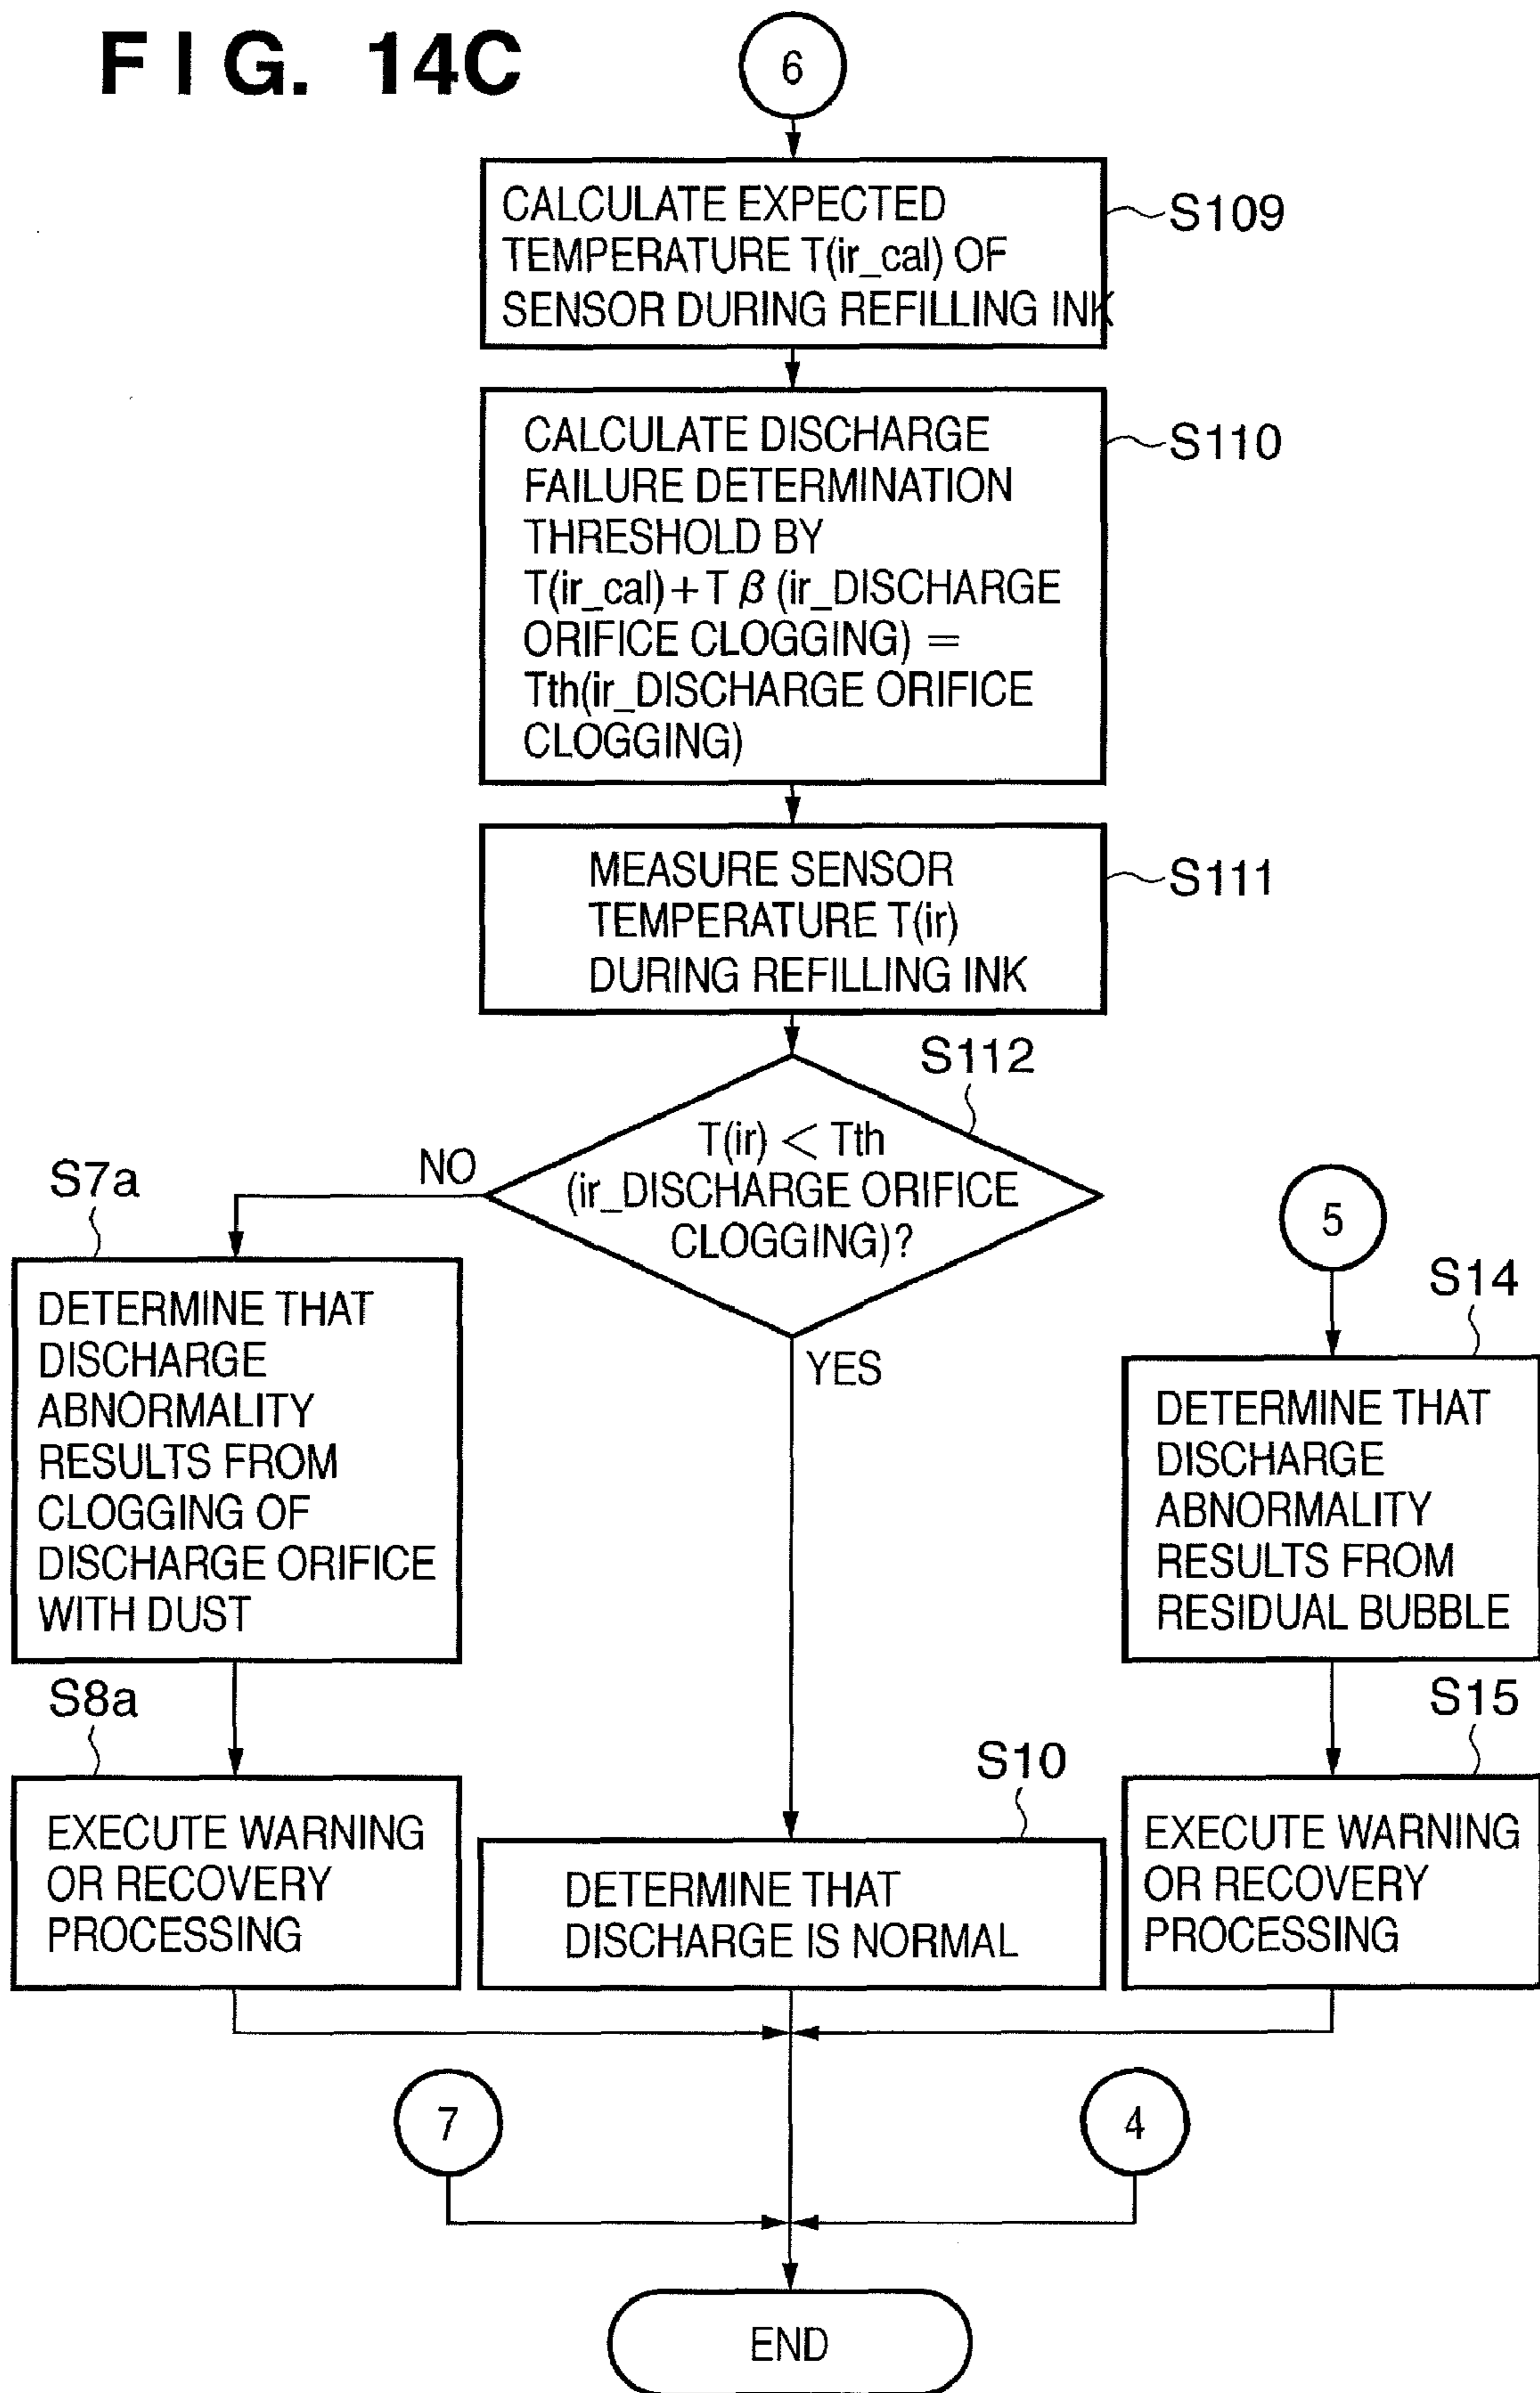 FIG. 14C
6
CALCULATE EXPECTED
TEMPERATURE T(ir_cal) OF
SENSOR DURING REFILLING INK
S109
CALCULATE DISCHARGE
FAILURE DETERMINATION
THRESHOLD BY
T(ir_cal)+T β (ir_DISCHARGE
ORIFICE CLOGGING) =
Tth(ir_DISCHARGE ORIFICE
CLOGGING)
S110
MEASURE SENSOR
TEMPERATURE T(ir)
DURING REFILLING INK
S111
S112
T(ir) < Tth
(ir_DISCHARGE ORIFICE
CLOGGING)?
NO
YES
S7a
DETERMINE THAT
DISCHARGE
ABNORMALITY
RESULTS FROM
CLOGGING OF
DISCHARGE ORIFICE
WITH DUST
5
S14
DETERMINE THAT
DISCHARGE
ABNORMALITY
RESULTS FROM
RESIDUAL BUBBLE
S8a
EXECUTE WARNING
OR RECOVERY
PROCESSING
S10
DETERMINE THAT
DISCHARGE IS NORMAL
S15
EXECUTE WARNING
OR RECOVERY
PROCESSING
7
4
END